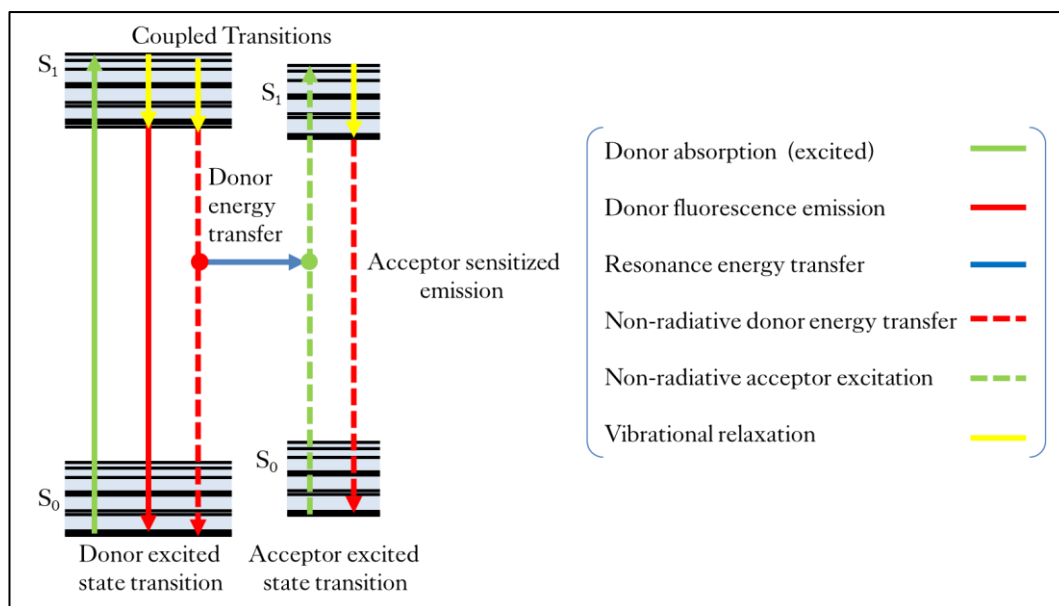 Coupled Transitions
S1
S1
Donor
energy
transfer
Acceptor sensitized
emission
S0
S0
Donor excited
state transition
Acceptor excited
state transition
Donor absorption (excited)
Donor fluorescence emission
Resonance energy transfer
Non-radiative donor energy transfer
Non-radiative acceptor excitation
Vibrational relaxation